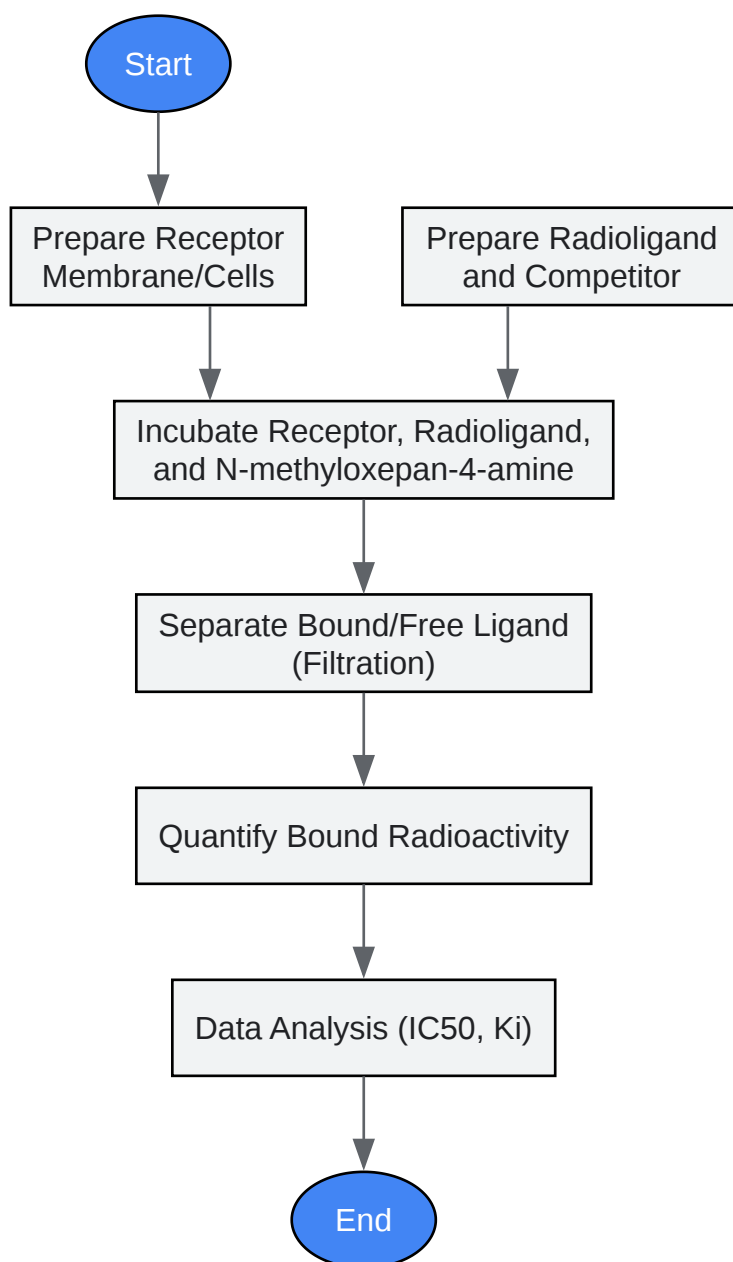 Start
Prepare Receptor
Membrane/Cells
Prepare Radioligand
and Competitor
Incubate Receptor, Radioligand,
and N-methyloxepan-4-amine
Separate Bound/Free Ligand
(Filtration)
Quantify Bound Radioactivity
Data Analysis (IC50, Ki)
End